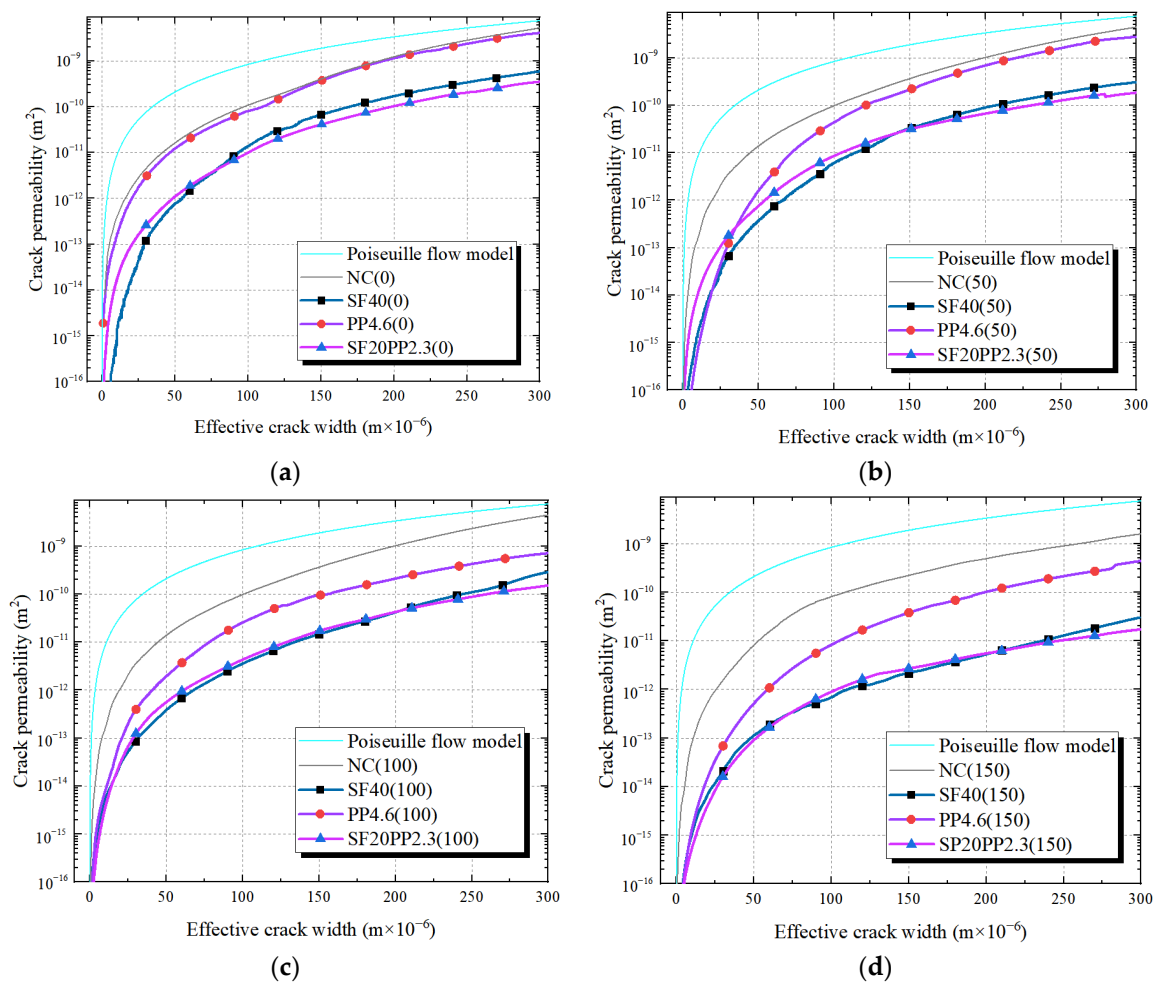 (a)
Crack permeability (m²)
10⁻⁹
10⁻¹⁰
10⁻¹¹
10⁻¹²
10⁻¹³
10⁻¹⁴
10⁻¹⁵
10⁻¹⁶
Poiseuille flow model
NC(0)
SF40(0)
PP4.6(0)
SF20PP2.3(0)
0 50 100 150 200 250 300
Effective crack width (m×10⁻⁶)
(a)
(b)
Crack permeability (m²)
10⁻⁹
10⁻¹⁰
10⁻¹¹
10⁻¹²
10⁻¹³
10⁻¹⁴
10⁻¹⁵
10⁻¹⁶
Poiseuille flow model
NC(50)
SF40(50)
PP4.6(50)
SF20PP2.3(50)
0 50 100 150 200 250 300
Effective crack width (m×10⁻⁶)
(b)
Crack permeability (m²)
10⁻⁹
10⁻¹⁰
10⁻¹¹
10⁻¹²
10⁻¹³
10⁻¹⁴
10⁻¹⁵
10⁻¹⁶
Poiseuille flow model
NC(100)
SF40(100)
PP4.6(100)
SF20PP2.3(100)
0 50 100 150 200 250 300
Effective crack width (m×10⁻⁶)
(c)
Crack permeability (m²)
10⁻⁹
10⁻¹⁰
10⁻¹¹
10⁻¹²
10⁻¹³
10⁻¹⁴
10⁻¹⁵
10⁻¹⁶
Poiseuille flow model
NC(150)
SF40(150)
PP4.6(150)
SP20PP2.3(150)
0 50 100 150 200 250 300
Effective crack width (m×10⁻⁶)
(d)